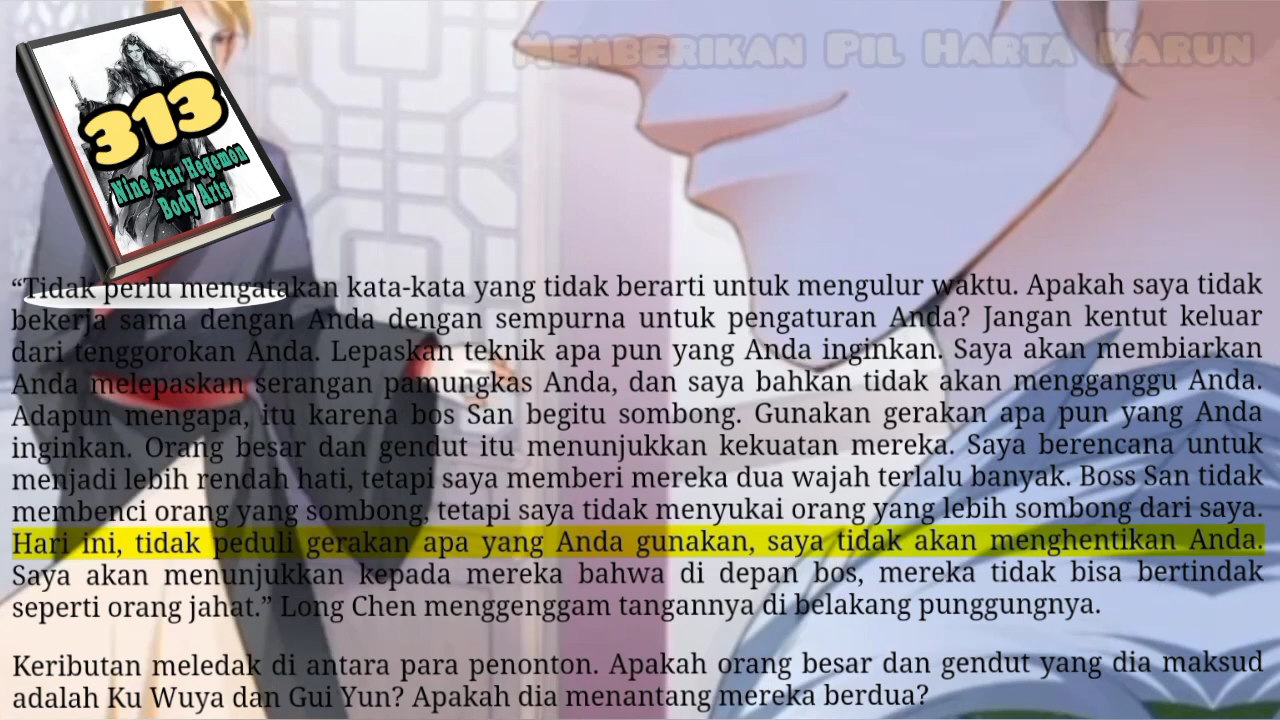 Memberikan Pil Harta Karun
313
Nine Star Hegemon
Body Arts
“Tidak perlu mengatakan kata-kata yang tidak berarti untuk mengulur waktu. Apakah saya tidak
bekerja sama dengan Anda dengan sempurna untuk pengaturan Anda? Jangan kentut keluar
dari tenggorokan Anda. Lepaskan teknik apa pun yang Anda inginkan. Saya akan membiarkan
Anda melepaskan serangan pamungkas Anda, dan saya bahkan tidak akan mengganggu Anda.
Adapun mengapa, itu karena bos San begitu sombong. Gunakan gerakan apa pun yang Anda
inginkan. Orang besar dan gendut itu menunjukkan kekuatan mereka. Saya berencana untuk
menjadi lebih rendah hati, tetapi saya memberi mereka dua wajah terlalu banyak. Boss San tidak
membenci orang yang sombong, tetapi saya tidak menyukai orang yang lebih sombong dari saya.
Hari ini, tidak peduli gerakan apa yang Anda gunakan, saya tidak akan menghentikan Anda.
Saya akan menunjukkan kepada mereka bahwa di depan bos, mereka tidak bisa bertindak
seperti orang jahat.” Long Chen menggenggam tangannya di belakang punggungnya.
Keributan meledak di antara para penonton. Apakah orang besar dan gendut yang dia maksud
adalah Ku Wuya dan Gui Yun? Apakah dia menantang mereka berdua?